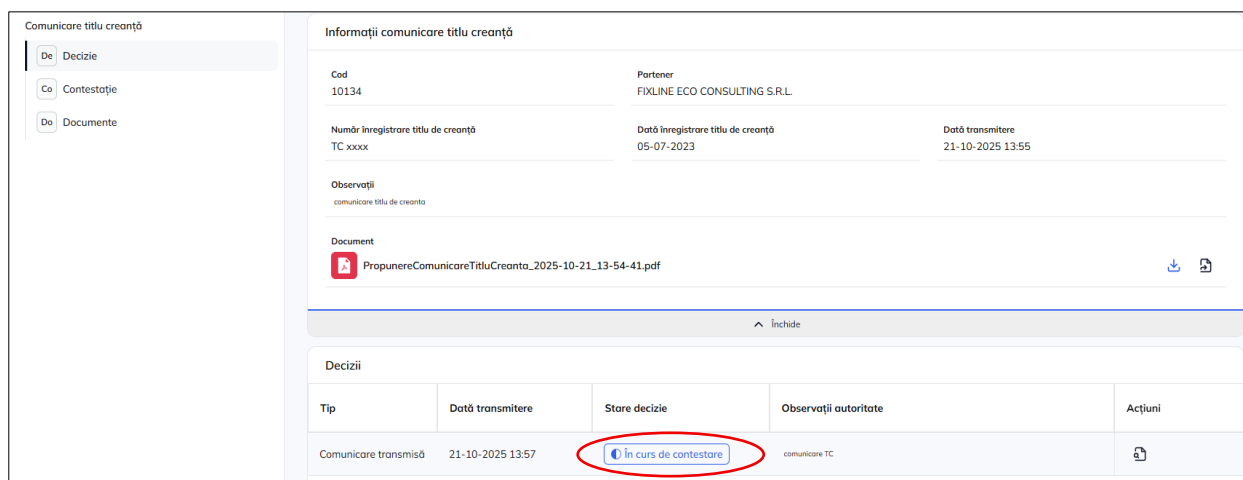 Comunicare titlu creanță
De Decizie
Co Contestație
Do Documente
Informații comunicare titlu creanță
Cod Partener
10134 FIXLINE ECO CONSULTING S.R.L.
Număr înregistrare titlu de creanță Dată înregistrare titlu de creanță Dată transmitere
TC xxxx 05-07-2023 21-10-2025 13:55
Observații
comunicare titlu de creanta
Document
PropunereComunicareTitluCreanta_2025-10-21_13-54-41.pdf
Închide
Decizii
Tip Dată transmitere Stare decizie Observații autoritate Acțiuni
Comunicare transmisă 21-10-2025 13:57 În curs de contestare comunicare TC